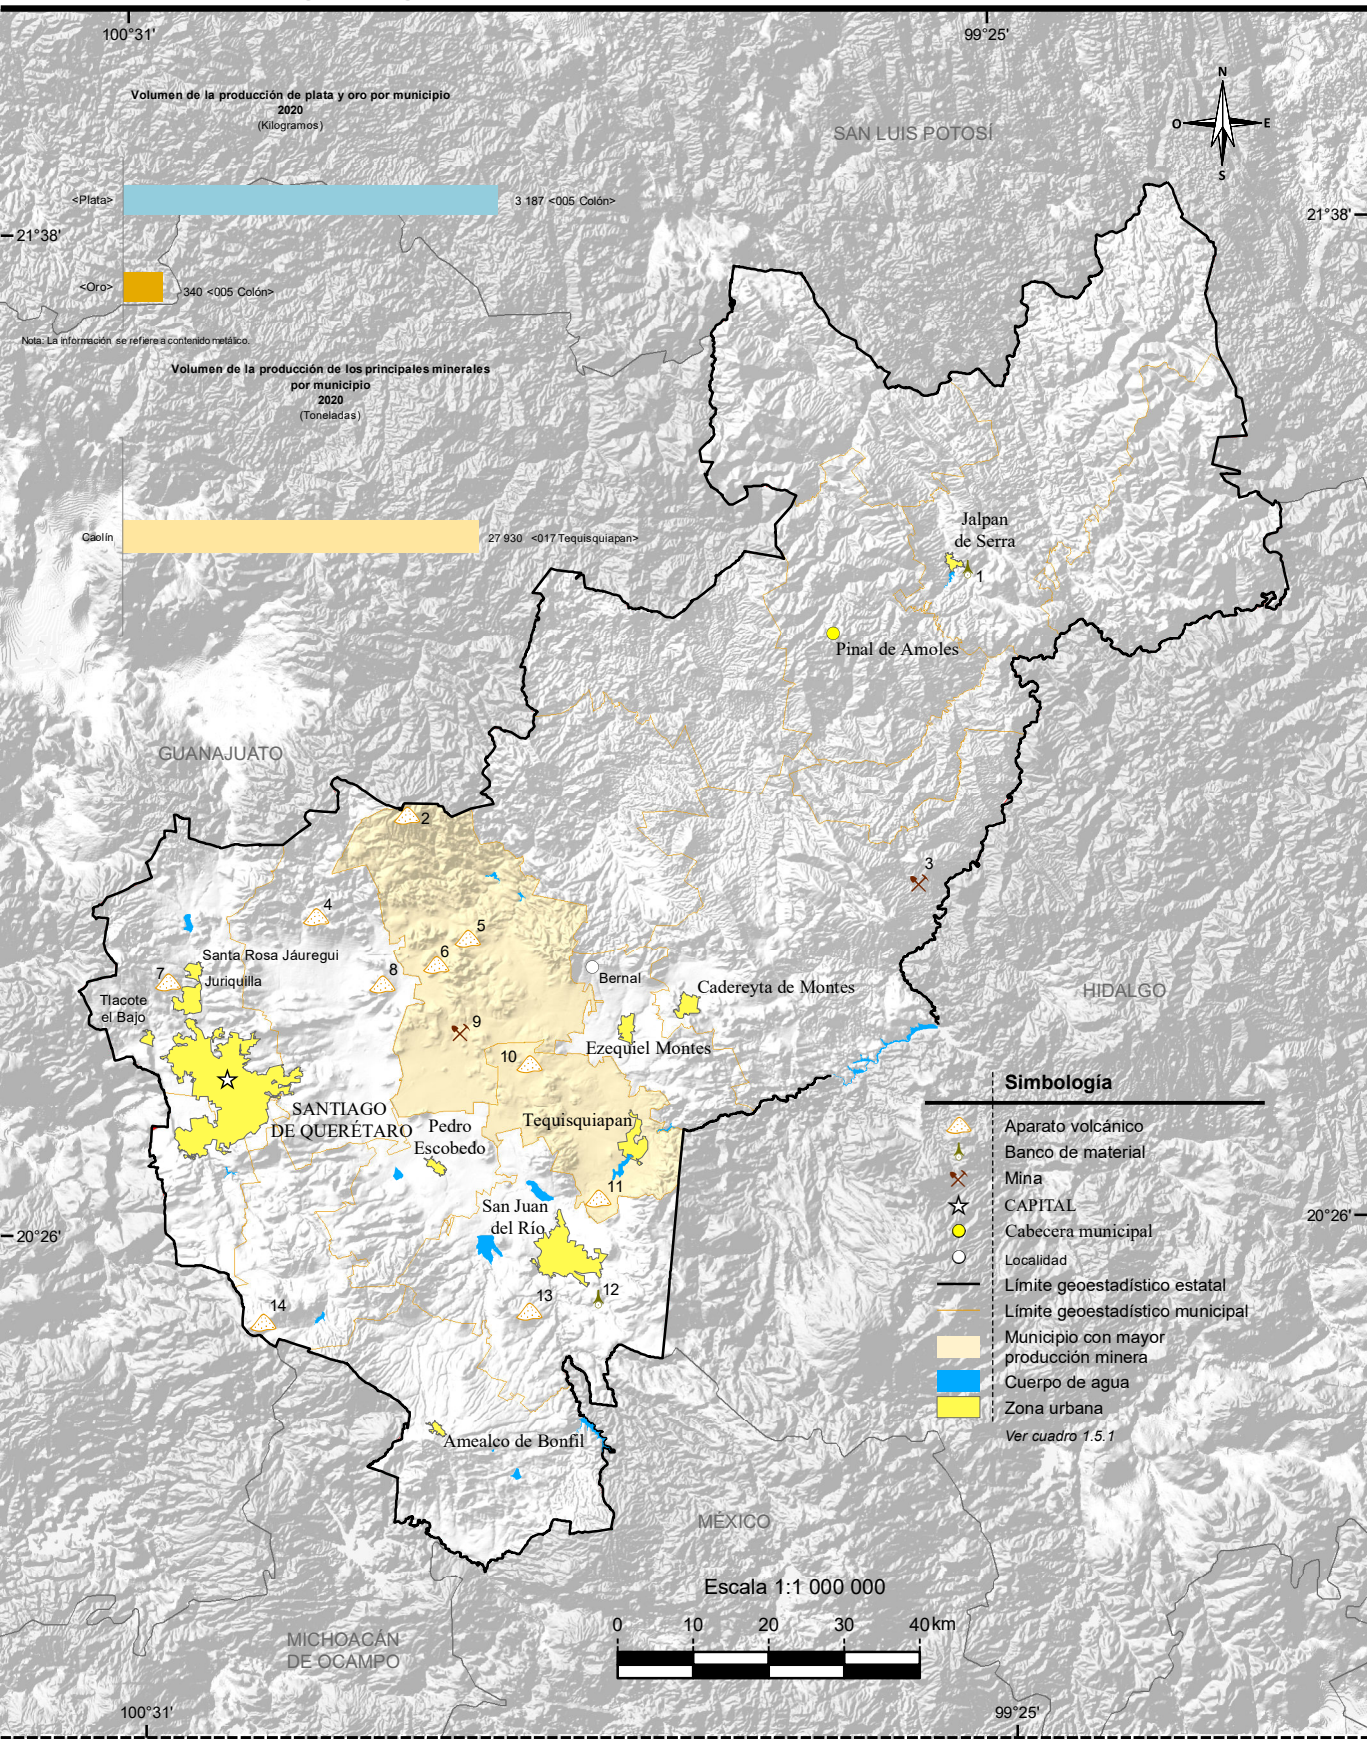 100°31'
99°25'
Volumen de la producción de plata y oro por municipio
2020
(Kilogramos)
N
O
E
S
SAN LUIS POTOSÍ
<Plata>
3 187 <005 Colón>
21°38'
21°38'
<Oro>
340 <005 Colón>
Nota: La información se refiere a contenido metálico.
Volumen de la producción de los principales minerales
por municipio
2020
(Toneladas)
Caolín
27 930 <017 Tequisquiapan>
Jalpan
de Serra
1
Pinal de Amoles
GUANAJUATO
2
3
4
5
6
Santa Rosa Jáuregui
7
Juriquilla
8
Bernal
Cadereyta de Montes
HIDALGO
Tlacote
el Bajo
9
Ezequiel Montes
10
SANTIAGO
DE QUERÉTARO
Pedro
Escobedo
Tequisquiapan
11
San Juan
del Río
20°26'
20°26'
12
13
14
Simbología
Aparato volcánico
Banco de material
Mina
CAPITAL
Cabecera municipal
Localidad
Límite geoestadístico estatal
Límite geoestadístico municipal
Municipio con mayor
producción minera
Cuerpo de agua
Zona urbana
Ver cuadro 1.5.1
Amealco de Bonfil
MÉXICO
Escala 1:1 000 000
0 10 20 30 40 km
MICHOACÁN
DE OCAMPO
100°31'
99°25'